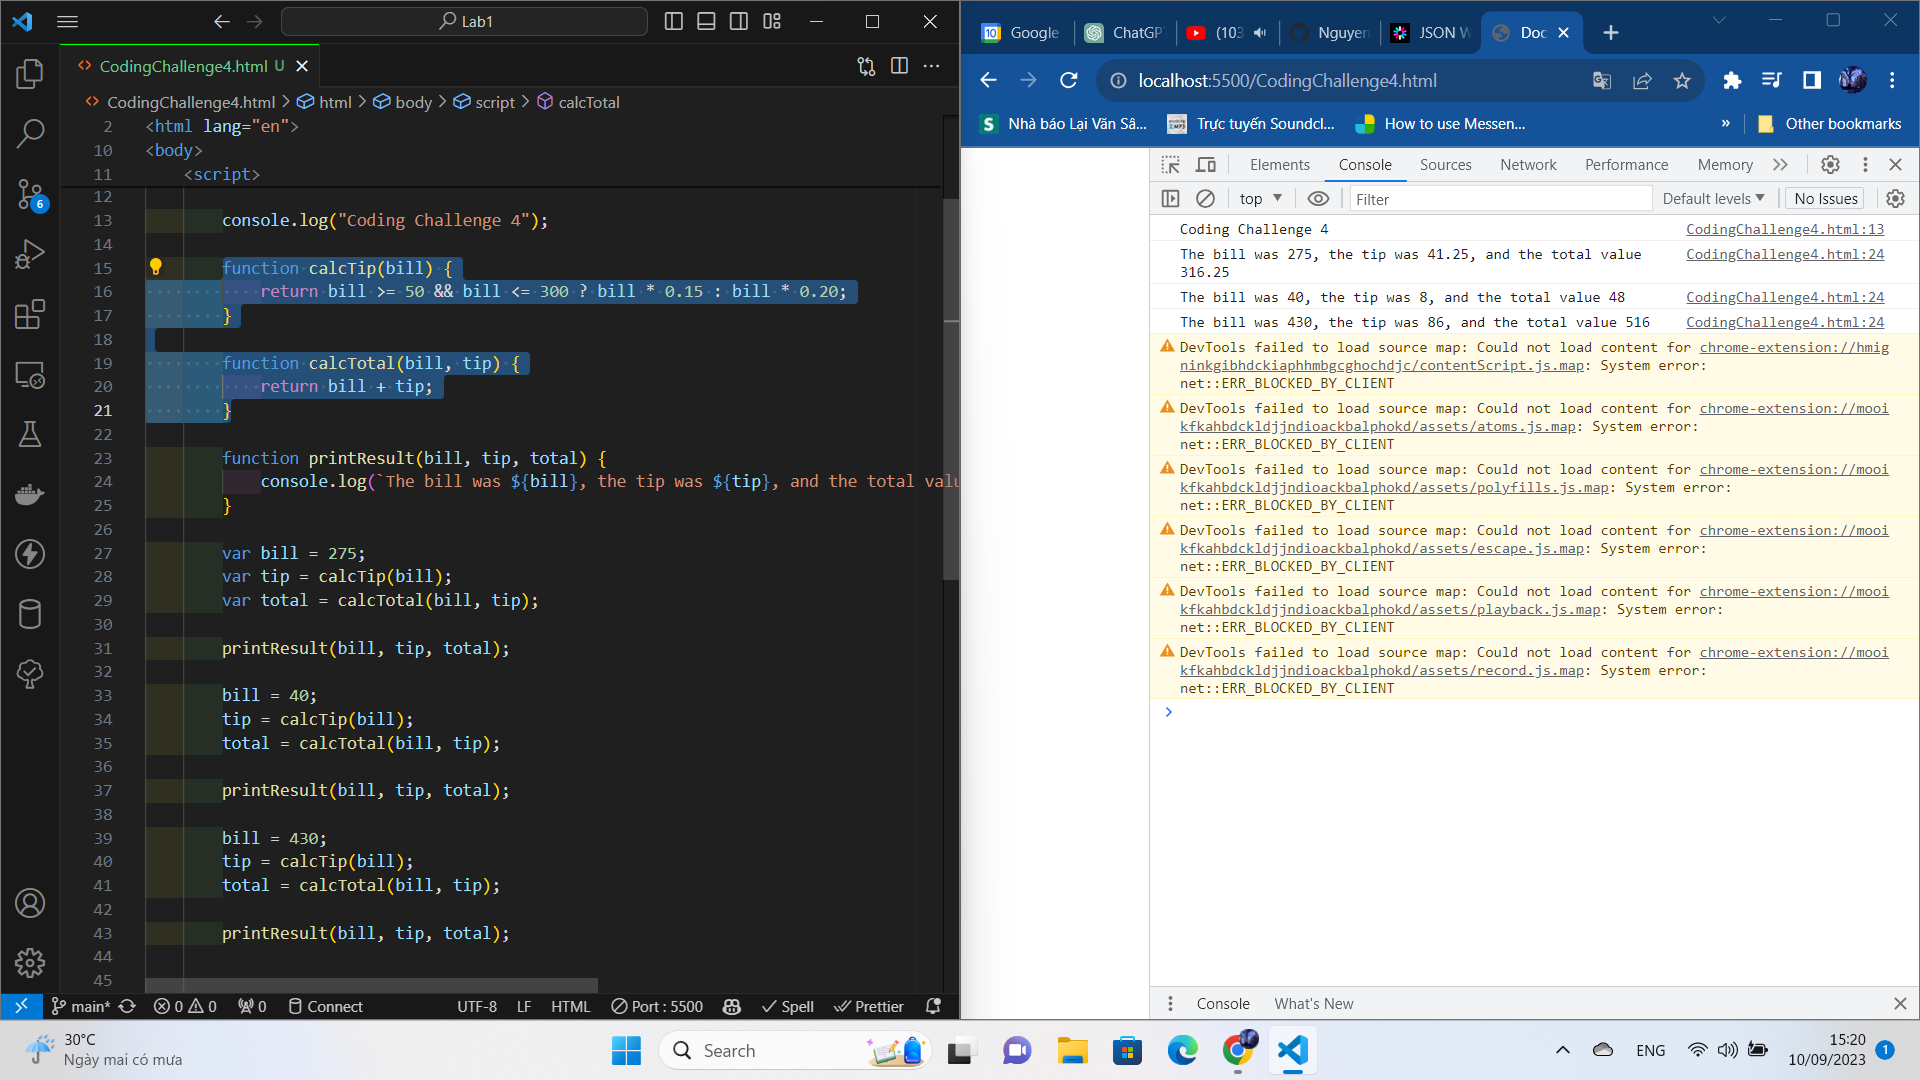 Lab1
CodingChallenge4.html U
CodingChallenge4.html > html > body > script > calcTotal
2 <html lang="en">
10 <body>
11 <script>
12
13 console.log("Coding Challenge 4");
14
15 function calcTip(bill) {
16 return bill >= 50 && bill <= 300 ? bill * 0.15 : bill * 0.20;
17 }
18
19 function calcTotal(bill, tip) {
20 return bill + tip;
21 }
22
23 function printResult(bill, tip, total) {
24 console.log(`The bill was ${bill}, the tip was ${tip}, and the total valu
25 }
26
27 var bill = 275;
28 var tip = calcTip(bill);
29 var total = calcTotal(bill, tip);
30
31 printResult(bill, tip, total);
32
33 bill = 40;
34 tip = calcTip(bill);
35 total = calcTotal(bill, tip);
36
37 printResult(bill, tip, total);
38
39 bill = 430;
40 tip = calcTip(bill);
41 total = calcTotal(bill, tip);
42
43 printResult(bill, tip, total);
44
45
6
main* 0 0 0 Connect UTF-8 LF HTML Port : 5500 Spell Prettier
10 Google ChatGP (103 Nguyen JSON W Doc
localhost:5500/CodingChallenge4.html
S Nhà báo Lại Văn Sâ... Trực tuyến Soundcl... How to use Messen... » Other bookmarks
Elements Console Sources Network Performance Memory
top Filter Default levels No Issues
Coding Challenge 4 CodingChallenge4.html:13
The bill was 275, the tip was 41.25, and the total value CodingChallenge4.html:24
316.25
The bill was 40, the tip was 8, and the total value 48 CodingChallenge4.html:24
The bill was 430, the tip was 86, and the total value 516 CodingChallenge4.html:24
DevTools failed to load source map: Could not load content for chrome-extension://hmig
ninkgibhdckiaphhmbgcghochdjc/contentScript.js.map: System error:
net::ERR_BLOCKED_BY_CLIENT
DevTools failed to load source map: Could not load content for chrome-extension://mooi
kfkahbdckldjjndioackbalphokd/assets/atoms.js.map: System error:
net::ERR_BLOCKED_BY_CLIENT
DevTools failed to load source map: Could not load content for chrome-extension://mooi
kfkahbdckldjjndioackbalphokd/assets/polyfills.js.map: System error:
net::ERR_BLOCKED_BY_CLIENT
DevTools failed to load source map: Could not load content for chrome-extension://mooi
kfkahbdckldjjndioackbalphokd/assets/escape.js.map: System error:
net::ERR_BLOCKED_BY_CLIENT
DevTools failed to load source map: Could not load content for chrome-extension://mooi
kfkahbdckldjjndioackbalphokd/assets/playback.js.map: System error:
net::ERR_BLOCKED_BY_CLIENT
DevTools failed to load source map: Could not load content for chrome-extension://mooi
kfkahbdckldjjndioackbalphokd/assets/record.js.map: System error:
net::ERR_BLOCKED_BY_CLIENT
Console What's New
30°C
Ngày mai có mưa
Search
ENG
15:20
10/09/2023
1